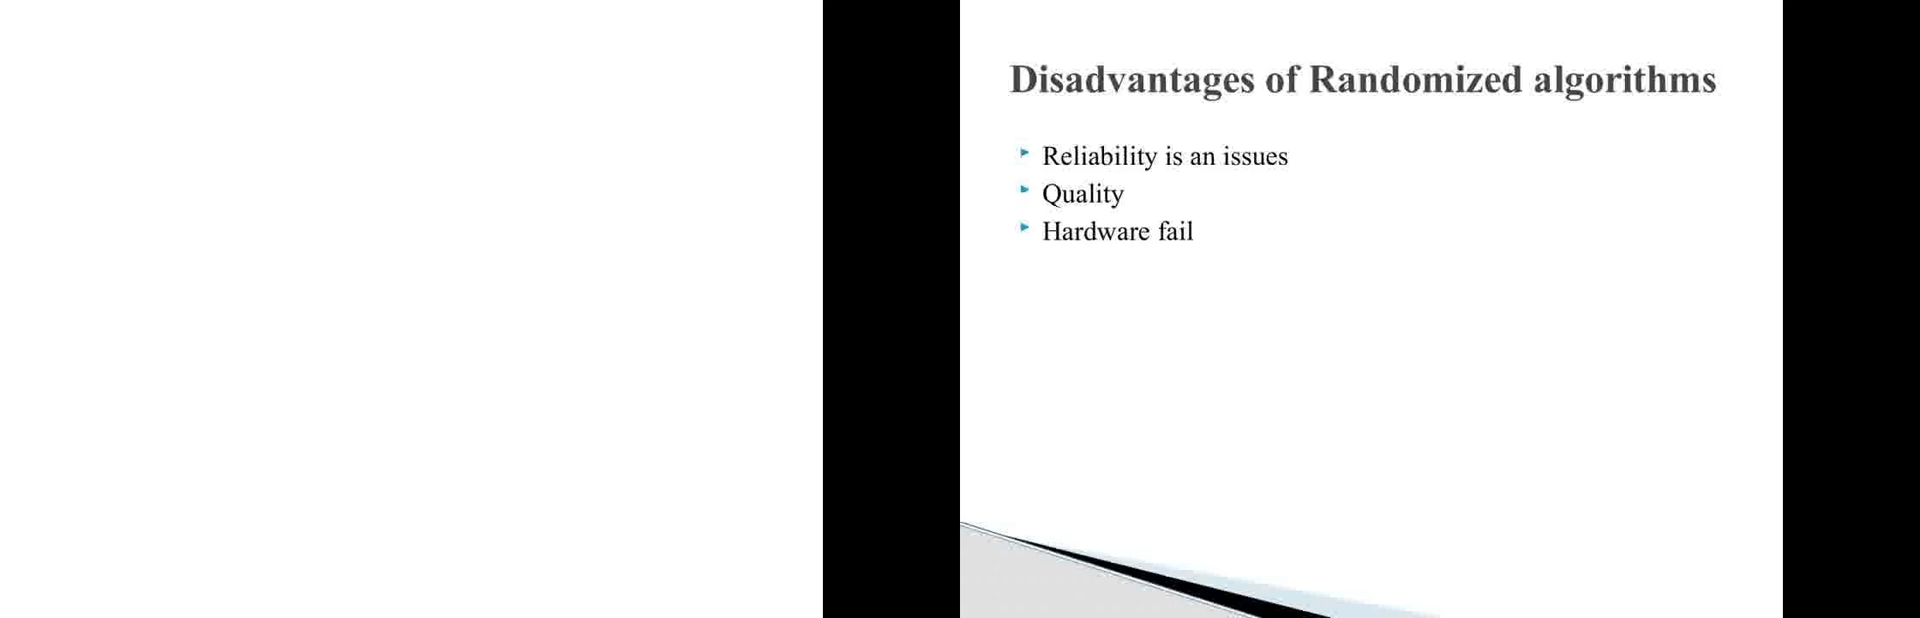 Disadvantages of Randomized algorithms
Reliability is an issues
Quality
Hardware fail